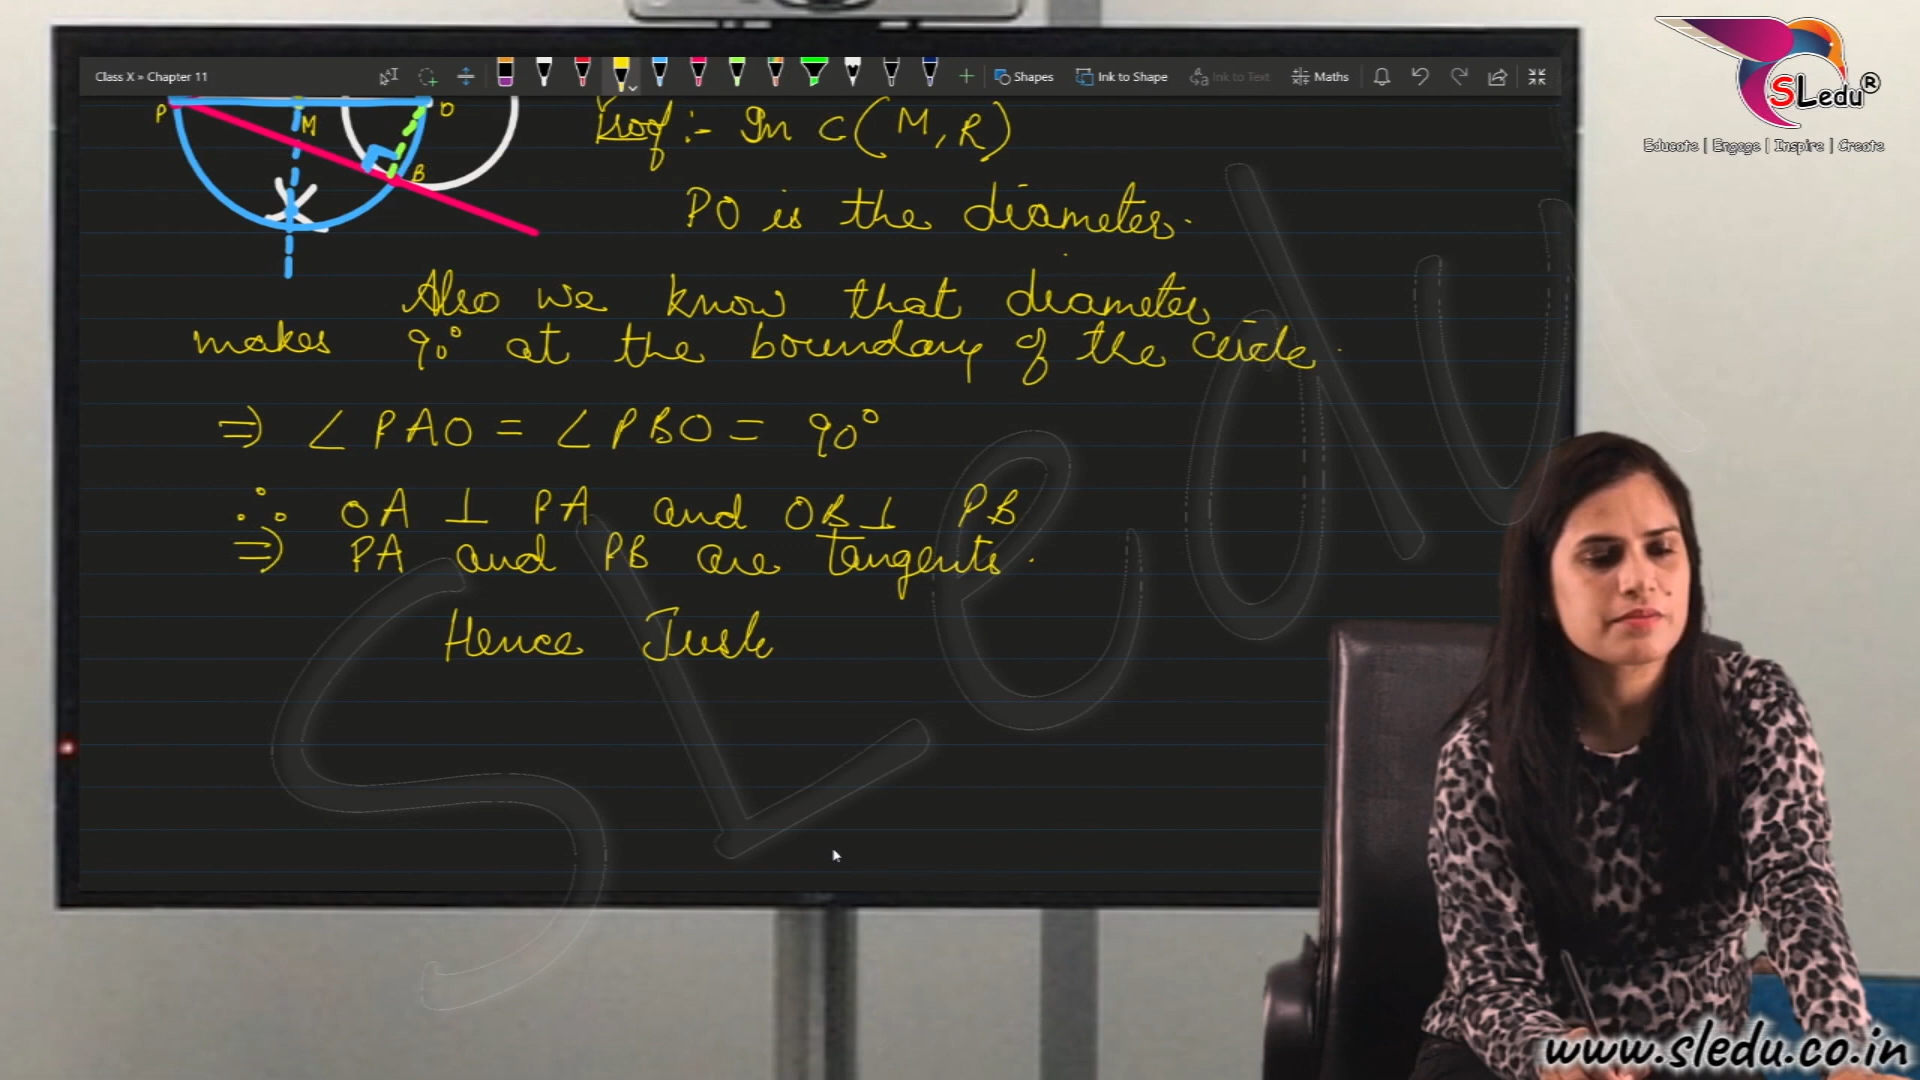 Class X » Chapter 11
Shapes
Ink to Shape
Ink to Text
Maths
SLedu®
Educate | Engage | Inspire | Create
P
M
O
B
Proof :- In C(M, R)
PO is the diameter.
Also we know that diameter
makes 90° at the boundary of the circle.
⇒ ∠PAO = ∠PBO = 90°
∴ OA ⊥ PA and OB ⊥ PB
⇒ PA and PB are tangents.
Hence Just
SLedu
www.sledu.co.in